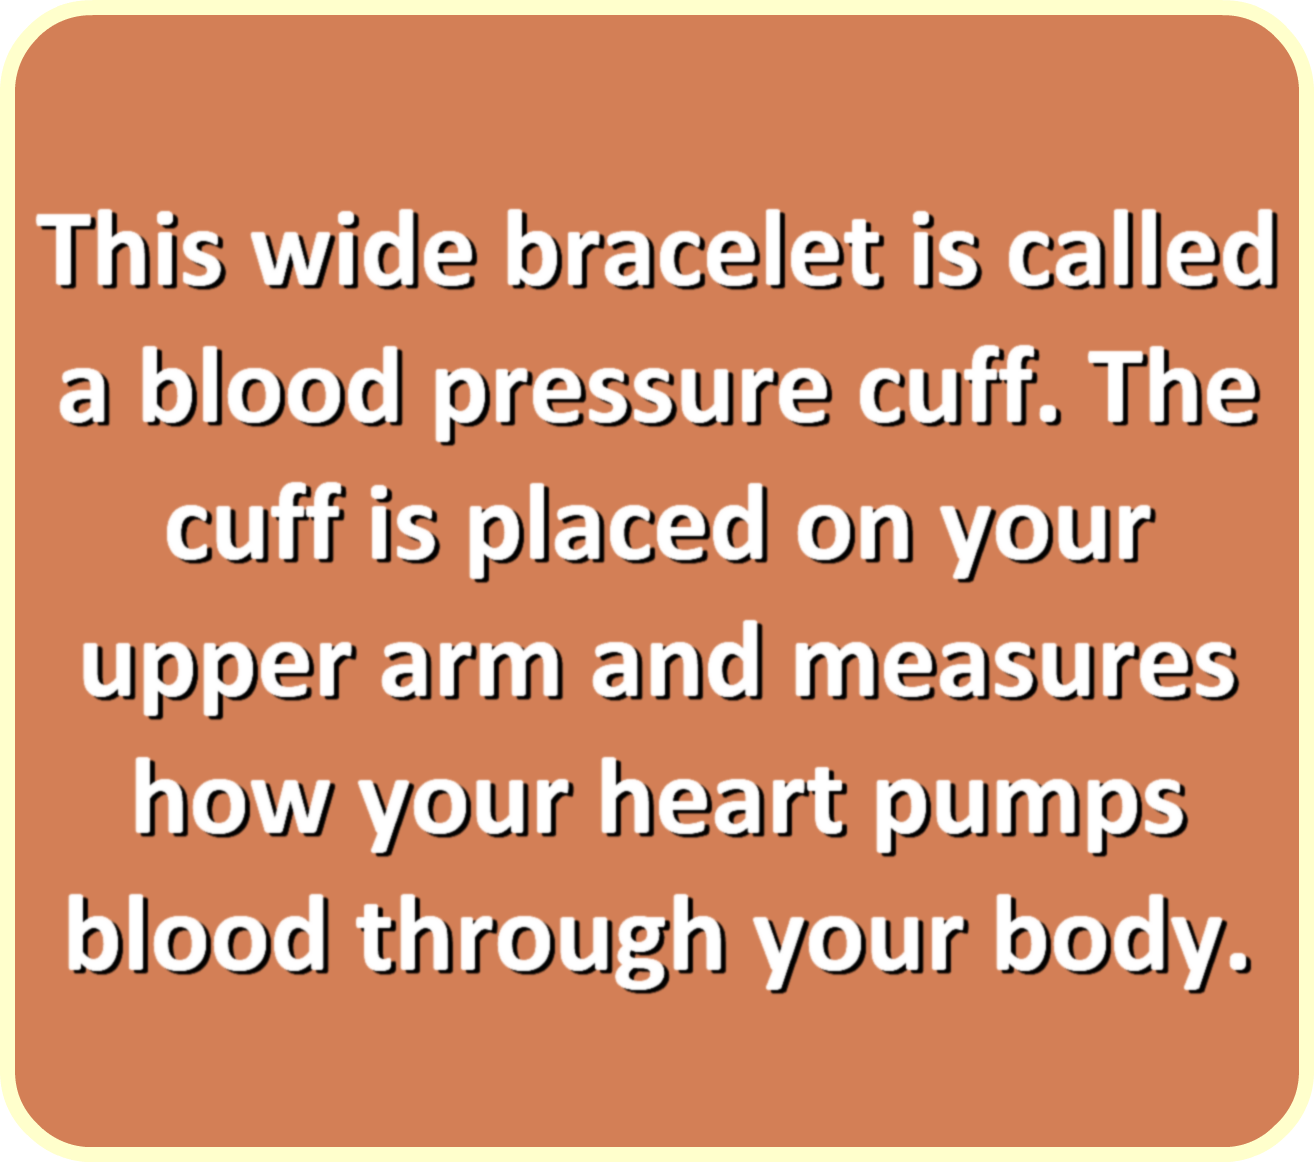 This wide bracelet is called
a blood pressure cuff. The
cuff is placed on your
upper arm and measures
how your heart pumps
blood through your body.